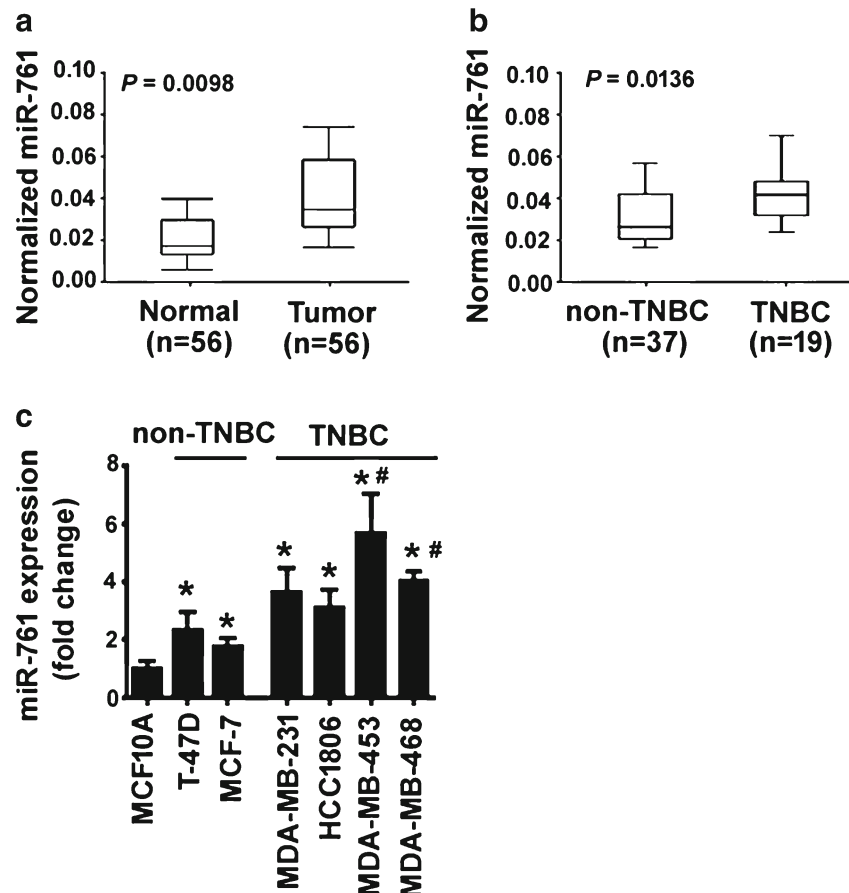 a
Normalized miR-761
0.10
0.08
0.06
0.04
0.02
0.00
P = 0.0098
Normal
(n=56)
Tumor
(n=56)
b
Normalized miR-761
0.10
0.08
0.06
0.04
0.02
0.00
P = 0.0136
non-TNBC
(n=37)
TNBC
(n=19)
c
non-TNBC
TNBC
miR-761 expression
(fold change)
8
6
4
2
0
*
*
*
*
* #
* #
MCF10A
T-47D
MCF-7
MDA-MB-231
HCC1806
MDA-MB-453
MDA-MB-468